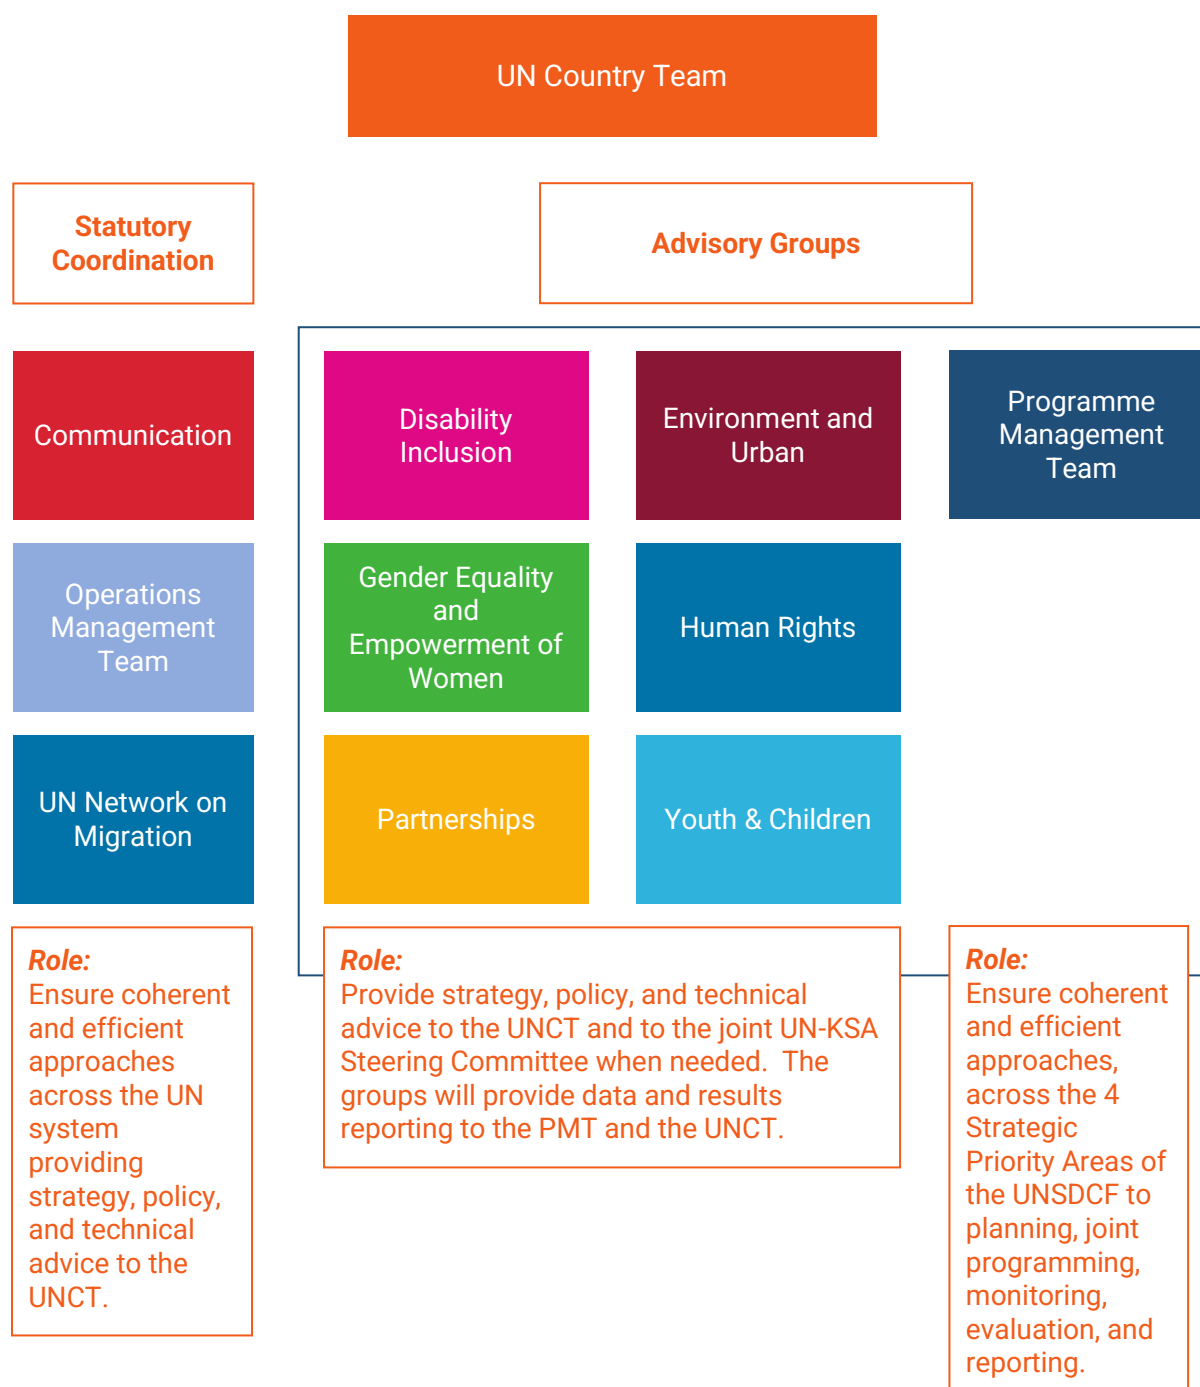 UN Country Team
Statutory
Coordination
Advisory Groups
Communication
Disability
Inclusion
Environment and
Urban
Programme
Management
Team
Operations
Management
Team
Gender Equality
and
Empowerment of
Women
Human Rights
UN Network on
Migration
Partnerships
Youth & Children
Role:
Ensure coherent
and efficient
approaches
across the UN
system
providing
strategy, policy,
and technical
advice to the
UNCT.
Role:
Provide strategy, policy, and technical
advice to the UNCT and to the joint UN-KSA
Steering Committee when needed.  The
groups will provide data and results
reporting to the PMT and the UNCT.
Role:
Ensure coherent
and efficient
approaches,
across the 4
Strategic
Priority Areas of
the UNSDCF to
planning, joint
programming,
monitoring,
evaluation, and
reporting.